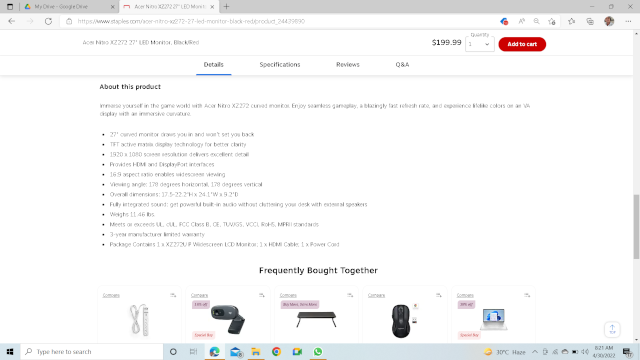 My Drive - Google Drive
Acer Nitro XZ272 27" LED Monit
https://www.staples.com/acer-nitro-xz272-27-led-monitor-black-red/product_24439890
Acer Nitro XZ272 27" LED Monitor, Black/Red
$199.99
Quantity
1
Add to cart
Details
Specifications
Reviews
Q&A
About this product
Immerse yourself in the game world with Acer Nitro XZ272 curved monitor. Enjoy seamless gameplay, a blazingly fast refresh rate, and experience lifelike colors on an VA
display with an immersive curvature.
• 27" curved monitor draws you in and won't set you back
• TFT active matrix display technology for better clarity
• 1920 x 1080 screen resolution delivers excellent detail
• Provides HDMI and DisplayPort interfaces
• 16:9 aspect ratio enables widescreen viewing
• Viewing angle: 178 degrees horizontal, 178 degrees vertical
• Overall dimensions: 17.5-22.2"H x 24.1"W x 9.2"D
• Fully integrated sound: get powerful built-in audio without cluttering your desk with external speakers
• Weighs 11.46 lbs.
• Meets or exceeds UL, cUL, FCC Class B, CE, TUV/GS, VCCI, RoHS, MPRII standards
• 3-year manufacturer limited warranty
• Package Contains 1 x XZ272U P Widescreen LCD Monitor, 1 x HDMI Cable, 1 x Power Cord
Frequently Bought Together
Compare
Compare
Compare
Compare
Compare
Type here to search
30°C Haze
8:21 AM
4/30/2022